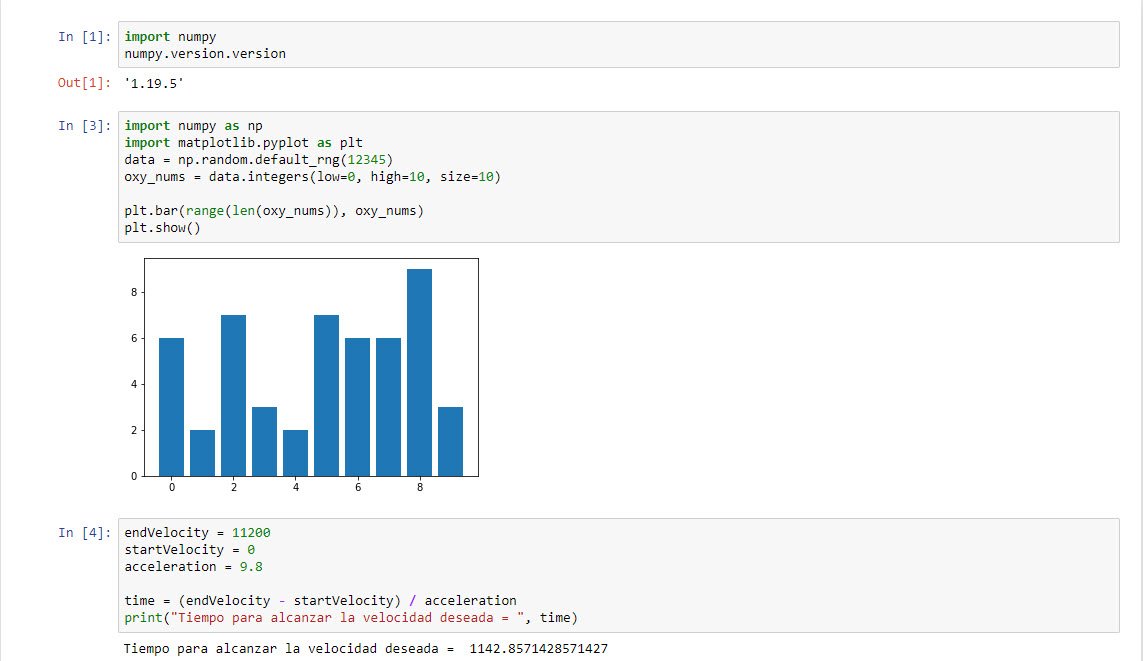 In [1]: import numpy
numpy.version.version
Out[1]: '1.19.5'
In [3]: import numpy as np
import matplotlib.pyplot as plt
data = np.random.default_rng(12345)
oxy_nums = data.integers(low=0, high=10, size=10)
plt.bar(range(len(oxy_nums)), oxy_nums)
plt.show()
8
6
4
2
0
0 2 4 6 8
In [4]: endVelocity = 11200
startVelocity = 0
acceleration = 9.8
time = (endVelocity - startVelocity) / acceleration
print("Tiempo para alcanzar la velocidad deseada = ", time)
Tiempo para alcanzar la velocidad deseada =  1142.8571428571427